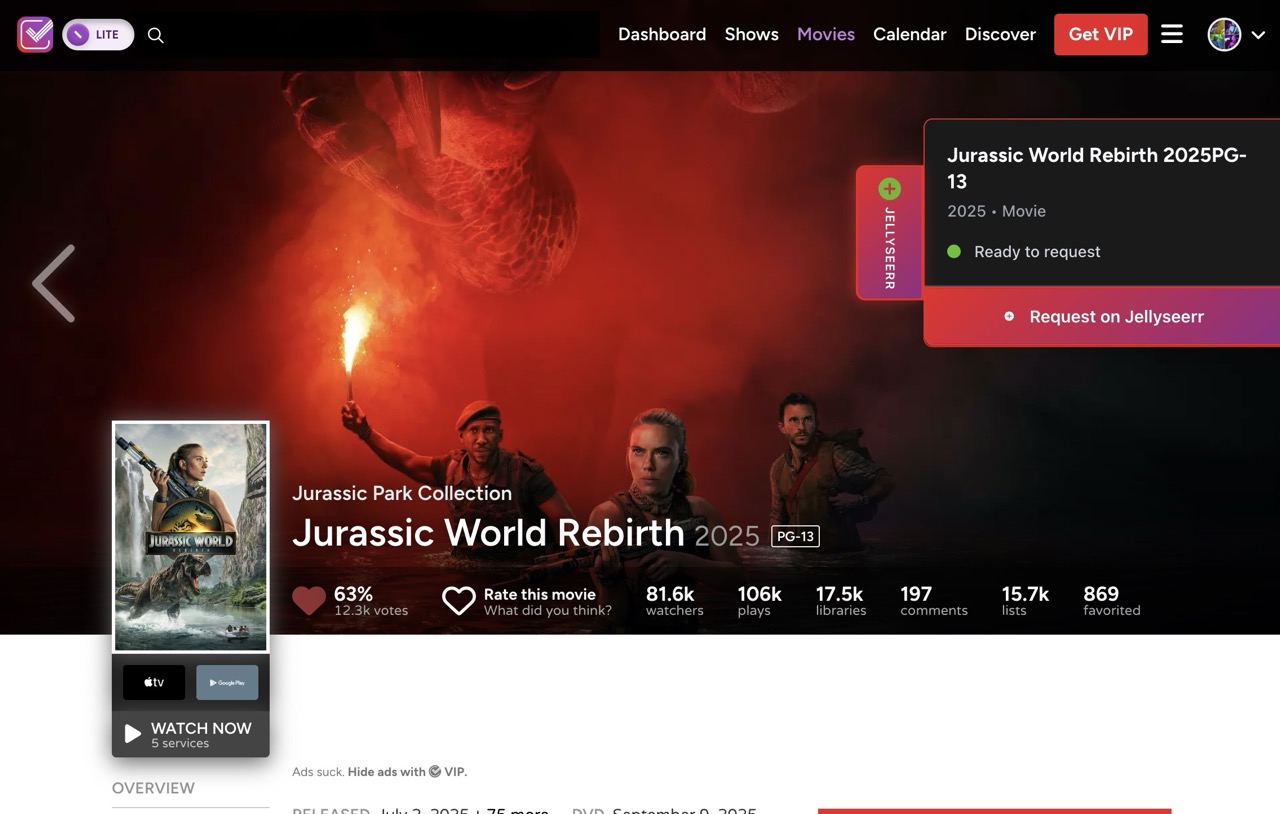 LITE
Dashboard Shows Movies Calendar Discover Get VIP
Jurassic World Rebirth 2025PG-
13
2025 • Movie
Ready to request
JELLYSEERR
Request on Jellyseerr
Jurassic Park Collection
Jurassic World Rebirth 2025 PG-13
63%
12.3k votes
Rate this movie
What did you think?
81.6k
watchers
106k
plays
17.5k
libraries
197
comments
15.7k
lists
869
favorited
JURASSIC WORLD
REBIRTH
tv
Google Play
WATCH NOW
5 services
Ads suck. Hide ads with VIP.
OVERVIEW
RELEASED July 2, 2025 + 75 more DVD September 9, 2025